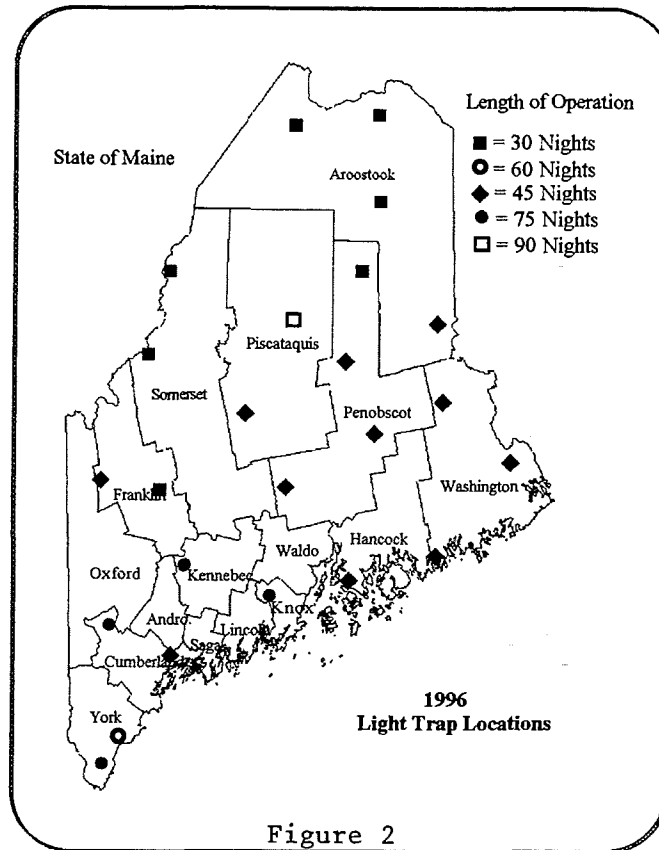 State of Maine
Length of Operation
= 30 Nights
= 60 Nights
= 45 Nights
= 75 Nights
= 90 Nights
Aroostook
Piscataquis
Somerset
Penobscot
Washington
Franklin
Hancock
Waldo
Oxford
Kennebec
Knox
Andro.
Lincoln
Saga.
Cumberland
York
1996
Light Trap Locations
Figure 2